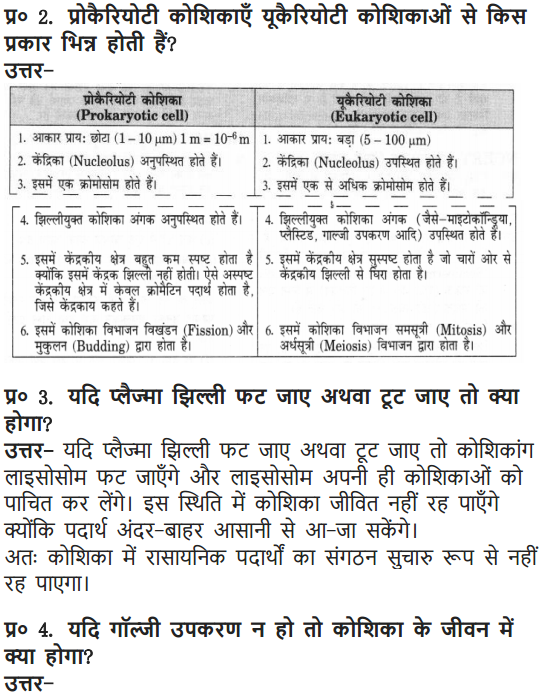 प्र० 2. प्रोकैरियोटी कोशिकाएँ यूकैरियोटी कोशिकाओं से किस
प्रकार भिन्न होती हैं?
उत्तर-
प्रोकैरियोटी कोशिका
(Prokaryotic cell)
1. आकार प्राय: छोटा (1 – 10 µm) 1 m = 10⁻⁶ m
2. केंद्रिका (Nucleolus) अनुपस्थित होते हैं।
3. इसमें एक क्रोमोसोम होते हैं।
4. झिल्लीयुक्त कोशिका अंगक अनुपस्थित होते हैं।
5. इसमें केंद्रकीय क्षेत्र बहुत कम स्पष्ट होता है
क्योंकि इसमें केंद्रक झिल्ली नहीं होती। ऐसे अस्पष्ट
केंद्रकीय क्षेत्र में केवल क्रोमैटिन पदार्थ होता है,
जिसे केंद्रकाय कहते हैं।
6. इसमें कोशिका विभाजन विखंडन (Fission) और
मुकुलन (Budding) द्वारा होता है।
यूकैरियोटी कोशिका
(Eukaryotic cell)
1. आकार प्राय: बड़ा (5 – 100 µm)
2. केंद्रिका (Nucleolus) उपस्थित होते हैं।
3. इसमें एक से अधिक क्रोमोसोम होते हैं।
4. झिल्लीयुक्त कोशिका अंगक (जैसे-माइटोकॉन्ड्रिया,
प्लैस्टिड, गाल्जी उपकरण आदि) उपस्थित होते हैं।
5. इसमें केंद्रकीय क्षेत्र सुस्पष्ट होता है जो चारों ओर से
केंद्रकीय झिल्ली से घिरा होता है।
6. इसमें कोशिका विभाजन समसूत्री (Mitosis) और
अर्धसूत्री (Meiosis) विभाजन द्वारा होता है।
प्र० 3. यदि प्लैज्मा झिल्ली फट जाए अथवा टूट जाए तो क्या
होगा?
उत्तर- यदि प्लैज्मा झिल्ली फट जाए अथवा टूट जाए तो कोशिकांग
लाइसोसोम फट जाएँगे और लाइसोसोम अपनी ही कोशिकाओं को
पाचित कर लेंगे। इस स्थिति में कोशिका जीवित नहीं रह पाएँगे
क्योंकि पदार्थ अंदर-बाहर आसानी से आ-जा सकेंगे।
अतः कोशिका में रासायनिक पदार्थों का संगठन सुचारु रूप से नहीं
रह पाएगा।
प्र० 4. यदि गॉल्जी उपकरण न हो तो कोशिका के जीवन में
क्या होगा?
उत्तर-